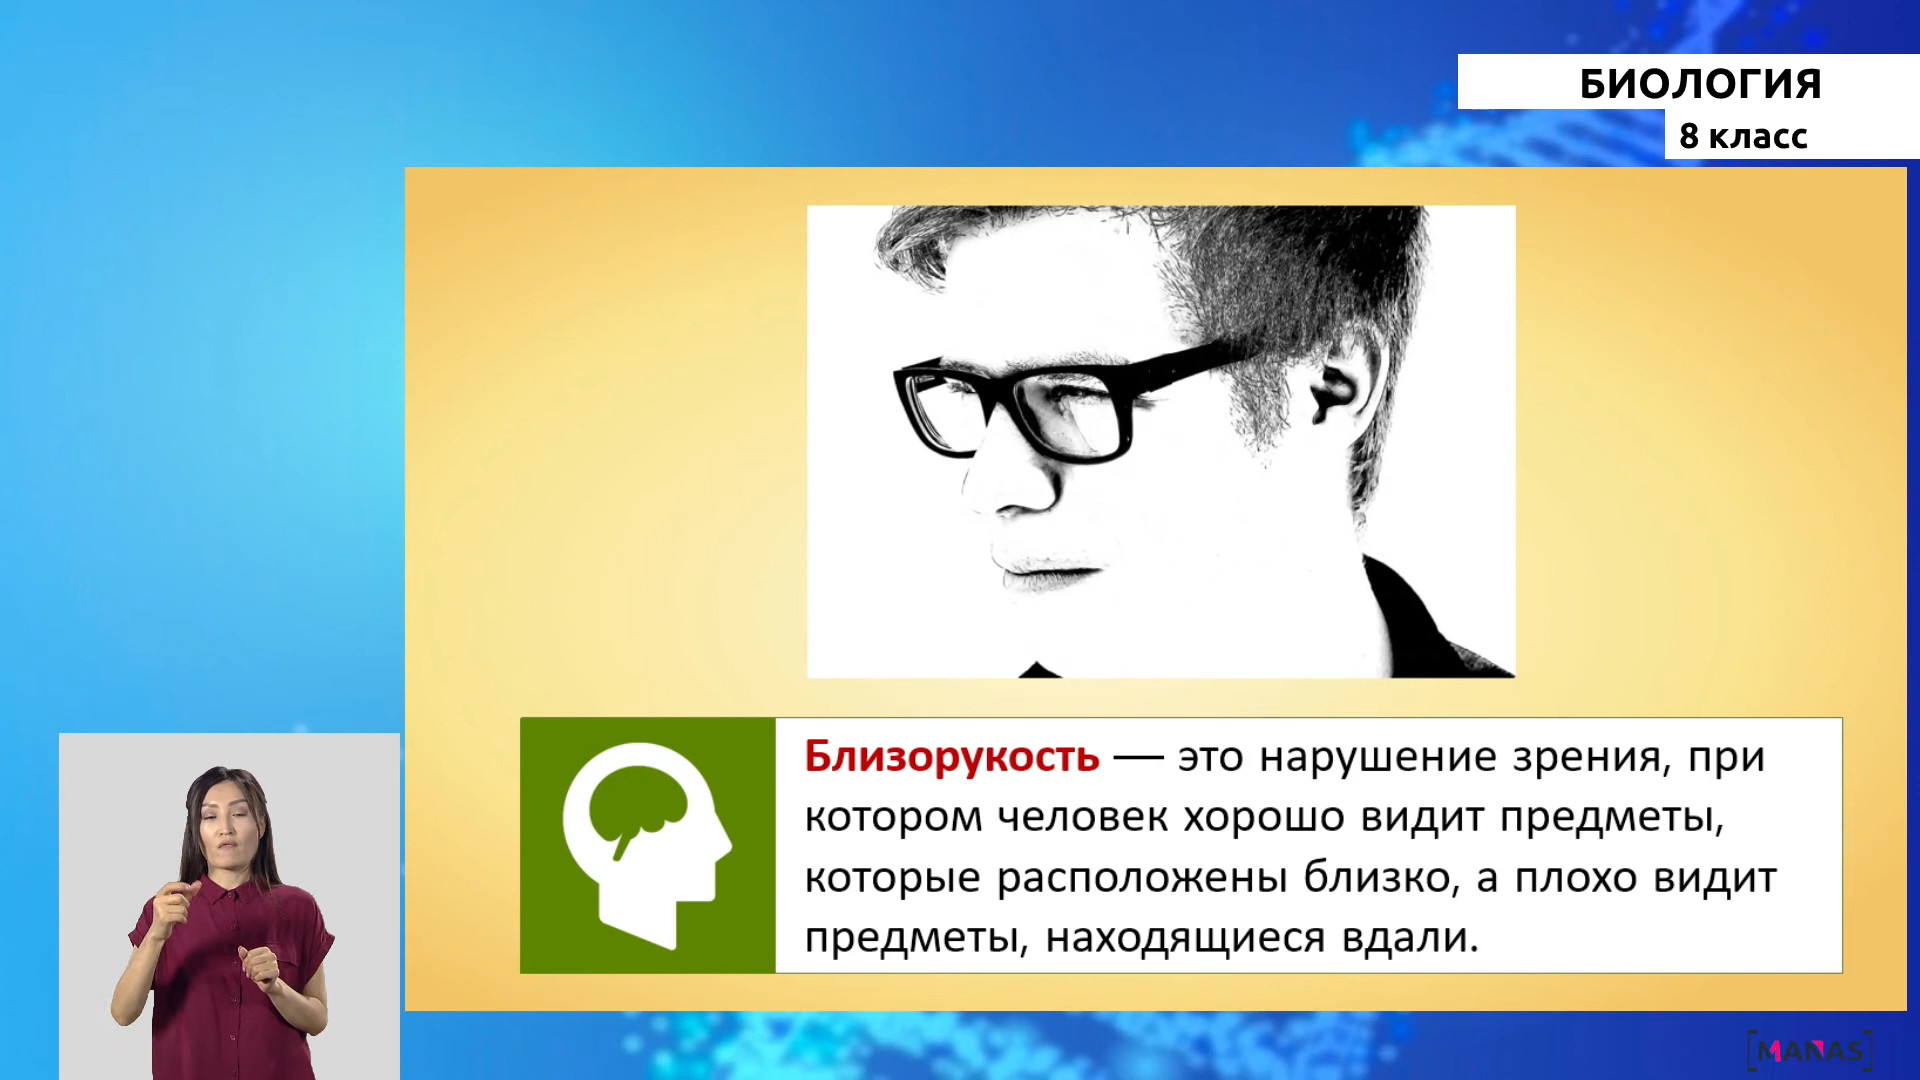 БИОЛОГИЯ
8 класс
Близорукость — это нарушение зрения, при
котором человек хорошо видит предметы,
которые расположены близко, а плохо видит
предметы, находящиеся вдали.
[MANAS]